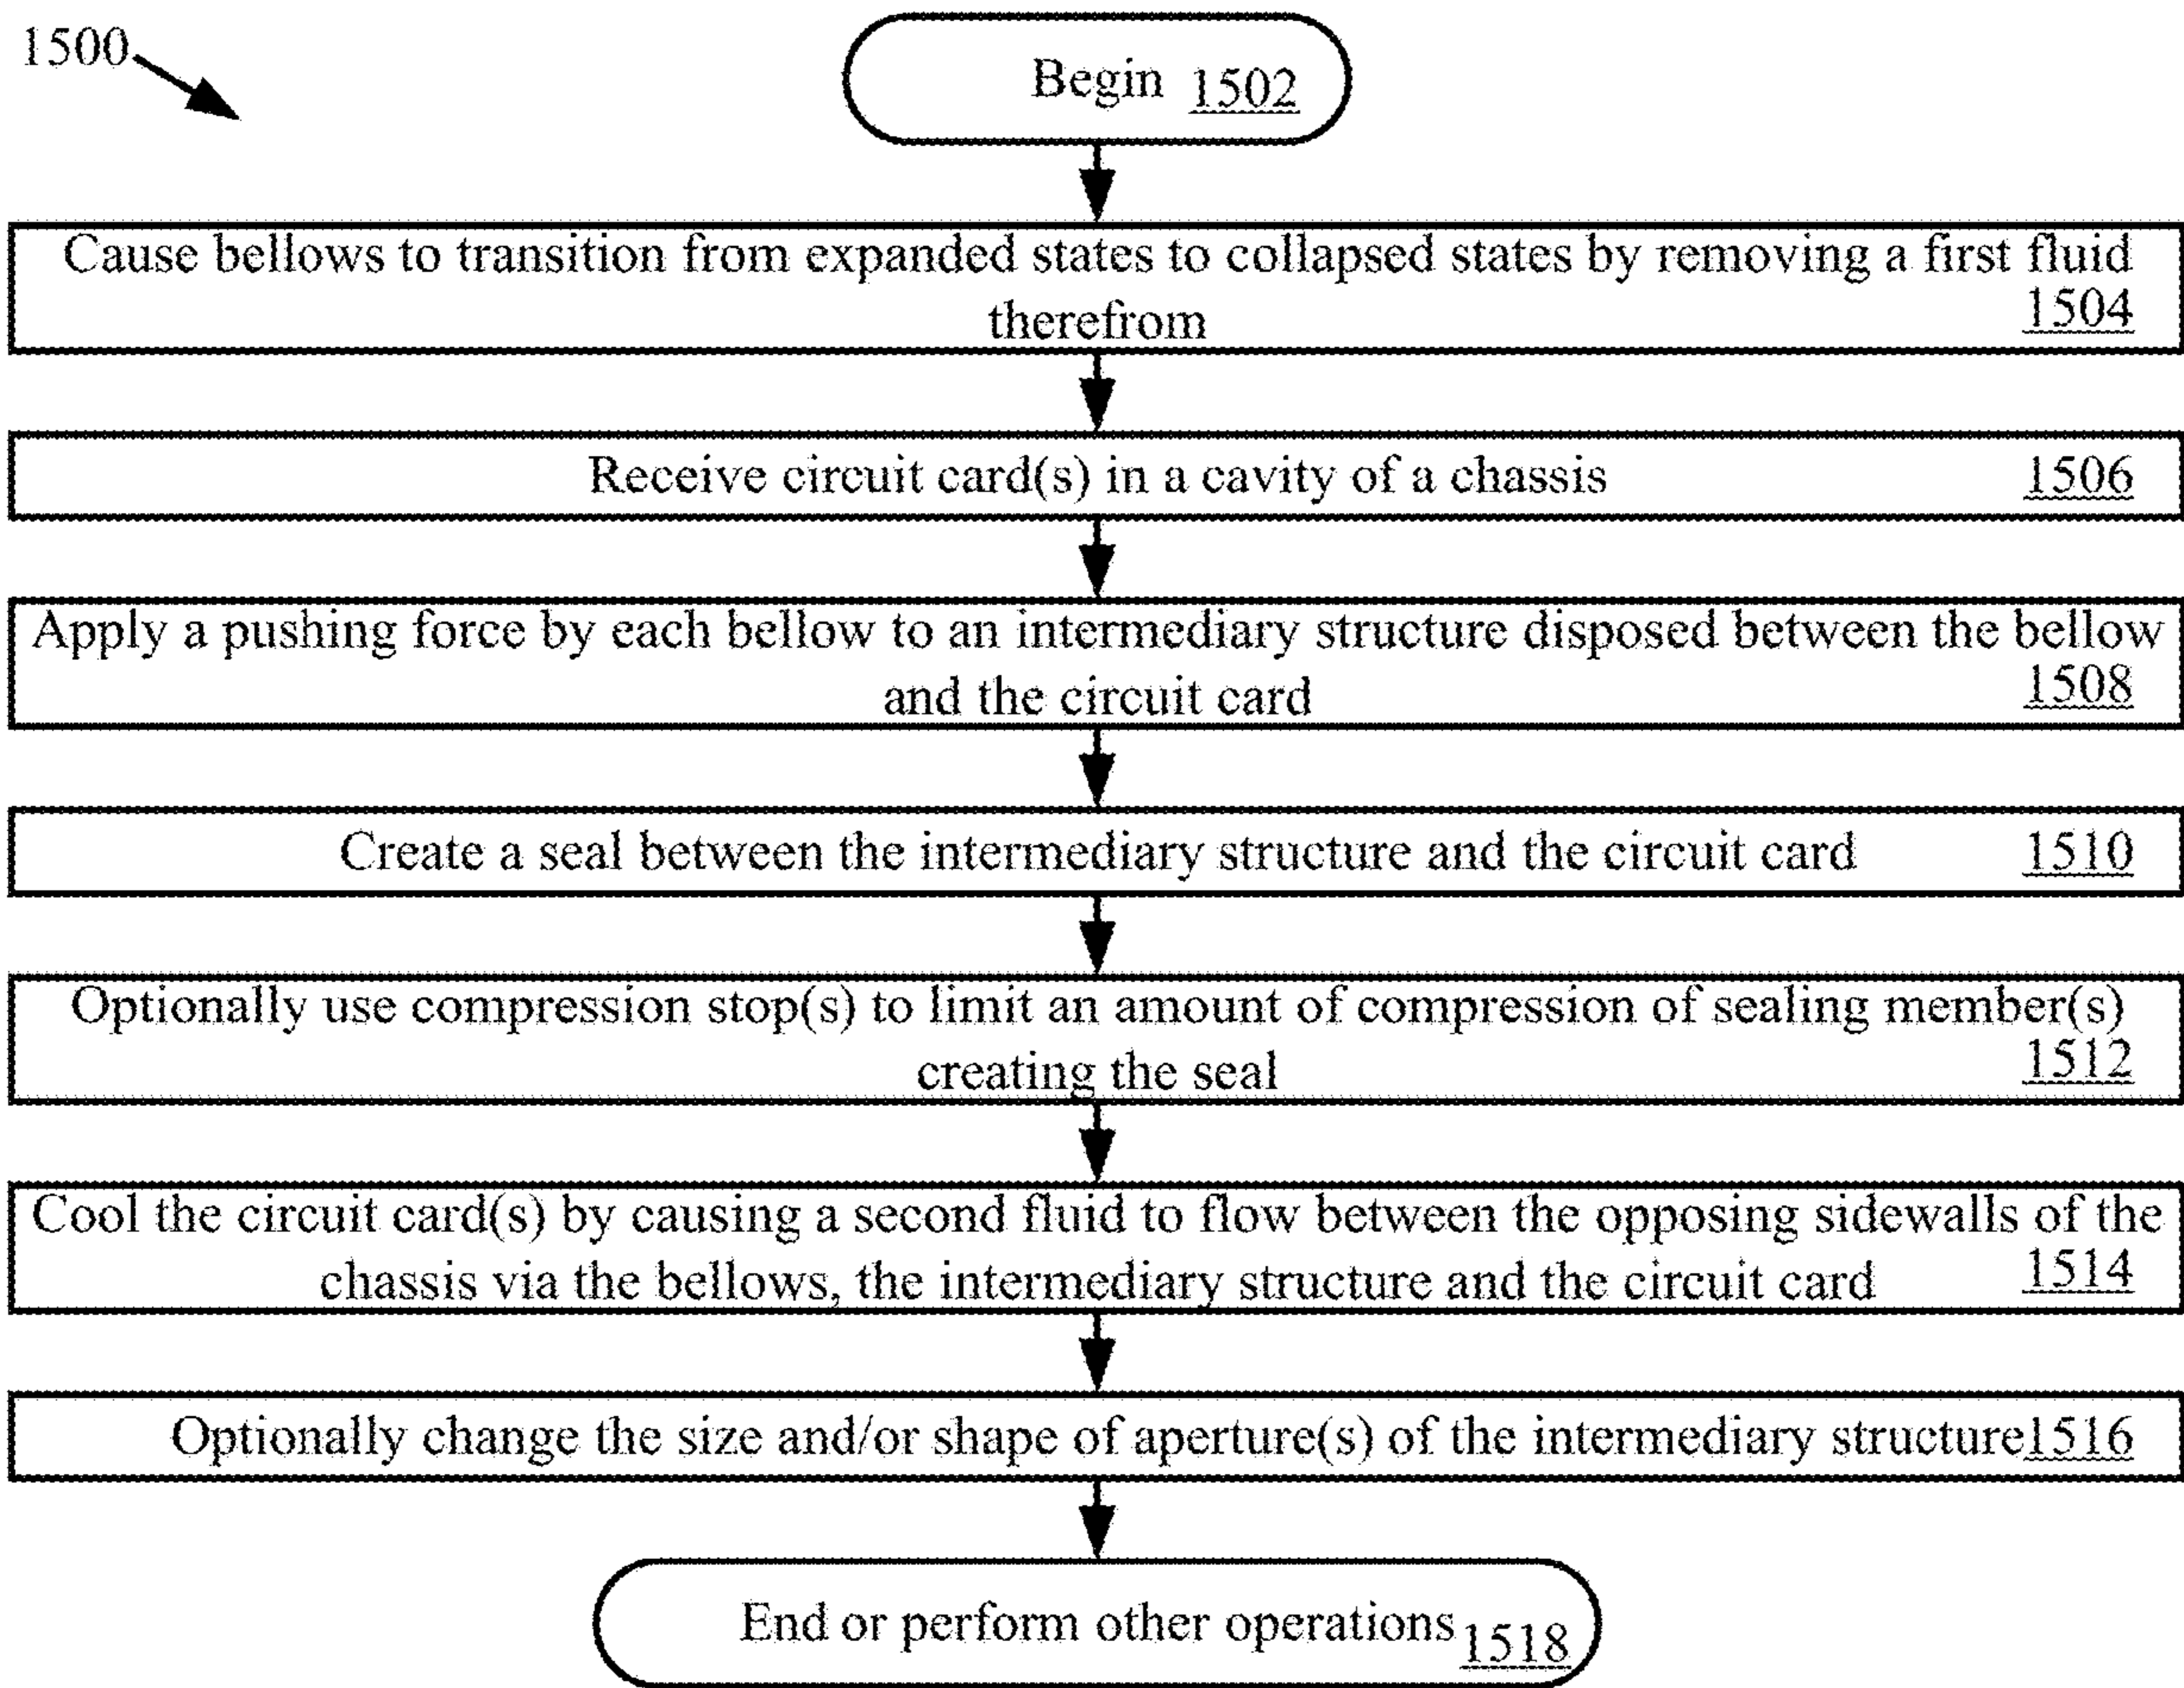 1500
Begin 1502
Cause bellows to transition from expanded states to collapsed states by removing a first fluid
therefrom 1504
Receive circuit card(s) in a cavity of a chassis 1506
Apply a pushing force by each bellow to an intermediary structure disposed between the bellow
and the circuit card 1508
Create a seal between the intermediary structure and the circuit card 1510
Optionally use compression stop(s) to limit an amount of compression of sealing member(s)
creating the seal 1512
Cool the circuit card(s) by causing a second fluid to flow between the opposing sidewalls of the
chassis via the bellows, the intermediary structure and the circuit card 1514
Optionally change the size and/or shape of aperture(s) of the intermediary structure 1516
End or perform other operations 1518